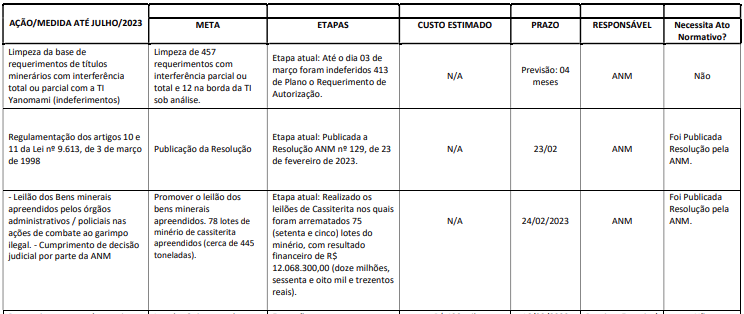 AÇÃO/MEDIDA ATÉ JULHO/2023
META
ETAPAS
CUSTO ESTIMADO
PRAZO
RESPONSÁVEL
Necessita Ato
Normativo?
Limpeza da base de
requerimentos de títulos
minerários com interferência
total ou parcial com a TI
Yanomami (indeferimentos)
Limpeza de 457
requerimentos com
interferência parcial ou
total e 12 na borda da TI
sob análise.
Etapa atual: Até o dia 03 de
março foram indeferidos 413
de Plano o Requerimento de
Autorização.
N/A
Previsão: 04
meses
ANM
Não
Regulamentação dos artigos 10 e
11 da Lei nº 9.613, de 3 de março
de 1998
Publicação da Resolução
Etapa atual: Publicada a
Resolução ANM nº 129, de 23
de fevereiro de 2023.
N/A
23/02
ANM
Foi Publicada
Resolução pela
ANM.
- Leilão dos Bens minerais
apreendidos pelos órgãos
administrativos / policiais nas
ações de combate ao garimpo
ilegal. - Cumprimento de decisão
judicial por parte da ANM
Promover o leilão dos
bens minerais
apreendidos. 78 lotes de
minério de cassiterita
apreendidos (cerca de 445
toneladas).
Etapa atual: Realizado os
leilões de Cassiterita nos quais
foram arrematados 75
(setenta e cinco) lotes do
minério, com resultado
financeiro de R$
12.068.300,00 (doze milhões,
sessenta e oito mil e trezentos
reais).
N/A
24/02/2023
ANM
Foi Publicada
Resolução pela
ANM.